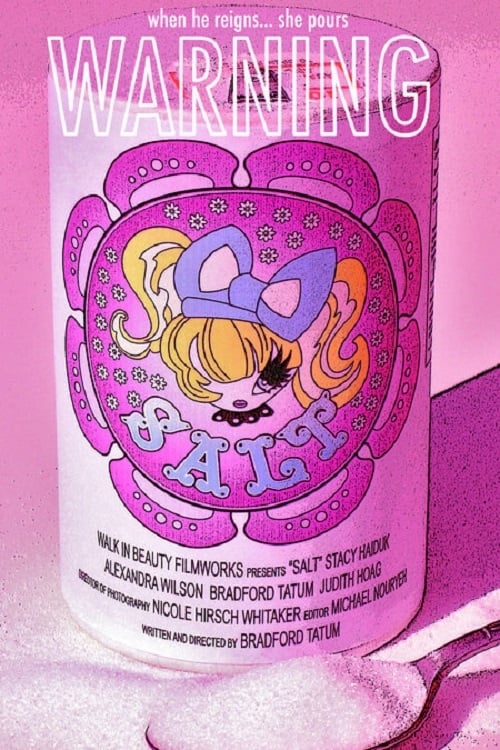 when he reigns... she pours
WARNING
SALT
WALK IN BEAUTY FILMWORKS PRESENTS "SALT" STACY HAIDUK
ALEXANDRA WILSON BRADFORD TATUM JUDITH HOAG
DIRECTOR OF PHOTOGRAPHY NICOLE HIRSCH WHITAKER EDITOR MICHAEL NOURYEH
WRITTEN AND DIRECTED BY BRADFORD TATUM